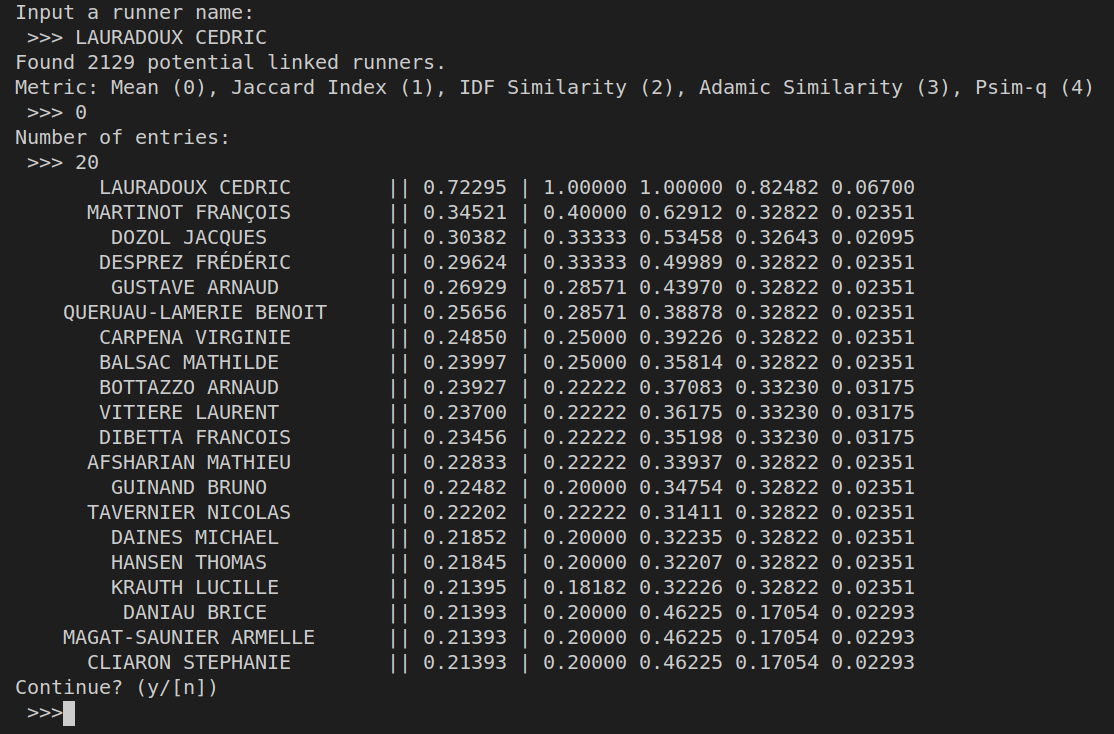 Input a runner name:
>>> LAURADOUX CEDRIC
Found 2129 potential linked runners.
Metric: Mean (0), Jaccard Index (1), IDF Similarity (2), Adamic Similarity (3), Psim-q (4)
>>> 0
Number of entries:
>>> 20
LAURADOUX CEDRIC || 0.72295 | 1.00000 1.00000 0.82482 0.06700
MARTINOT FRANÇOIS || 0.34521 | 0.40000 0.62912 0.32822 0.02351
DOZOL JACQUES || 0.30382 | 0.33333 0.53458 0.32643 0.02095
DESPREZ FRÉDÉRIC || 0.29624 | 0.33333 0.49989 0.32822 0.02351
GUSTAVE ARNAUD || 0.26929 | 0.28571 0.43970 0.32822 0.02351
QUERUAU-LAMERIE BENOIT || 0.25656 | 0.28571 0.38878 0.32822 0.02351
CARPENA VIRGINIE || 0.24850 | 0.25000 0.39226 0.32822 0.02351
BALSAC MATHILDE || 0.23997 | 0.25000 0.35814 0.32822 0.02351
BOTTAZZO ARNAUD || 0.23927 | 0.22222 0.37083 0.33230 0.03175
VITIERE LAURENT || 0.23700 | 0.22222 0.36175 0.33230 0.03175
DIBETTA FRANCOIS || 0.23456 | 0.22222 0.35198 0.33230 0.03175
AFSHARIAN MATHIEU || 0.22833 | 0.22222 0.33937 0.32822 0.02351
GUINAND BRUNO || 0.22482 | 0.20000 0.34754 0.32822 0.02351
TAVERNIER NICOLAS || 0.22202 | 0.22222 0.31411 0.32822 0.02351
DAINES MICHAEL || 0.21852 | 0.20000 0.32235 0.32822 0.02351
HANSEN THOMAS || 0.21845 | 0.20000 0.32207 0.32822 0.02351
KRAUTH LUCILLE || 0.21395 | 0.18182 0.32226 0.32822 0.02351
DANIAU BRICE || 0.21393 | 0.20000 0.46225 0.17054 0.02293
MAGAT-SAUNIER ARMELLE || 0.21393 | 0.20000 0.46225 0.17054 0.02293
CLIARON STEPHANIE || 0.21393 | 0.20000 0.46225 0.17054 0.02293
Continue? (y/[n])
>>>